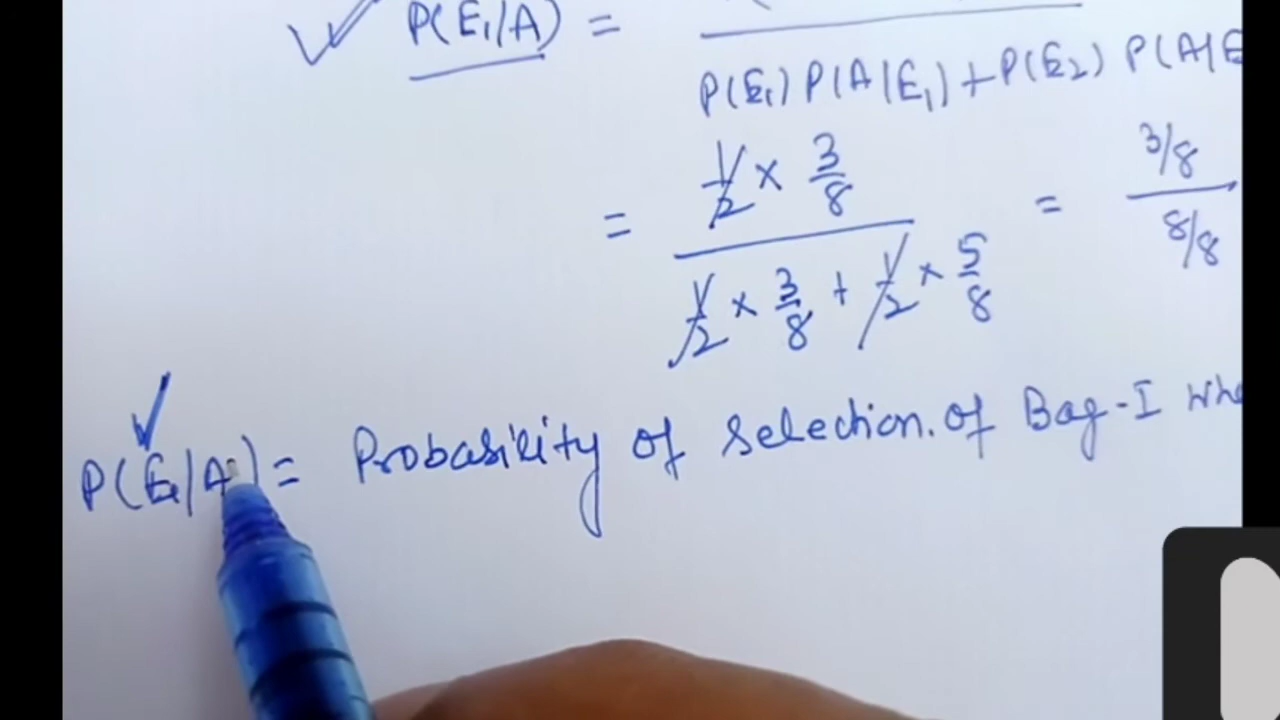 P(E₁/A) =
P(E₁) P(A|E₁) + P(E₂) P(A|E
= 1/2 × 3/8 = 3/8
1/2 × 3/8 + 1/2 × 5/8 8/8
P(E₁/A) = Probability of selection. of Bag-I whe